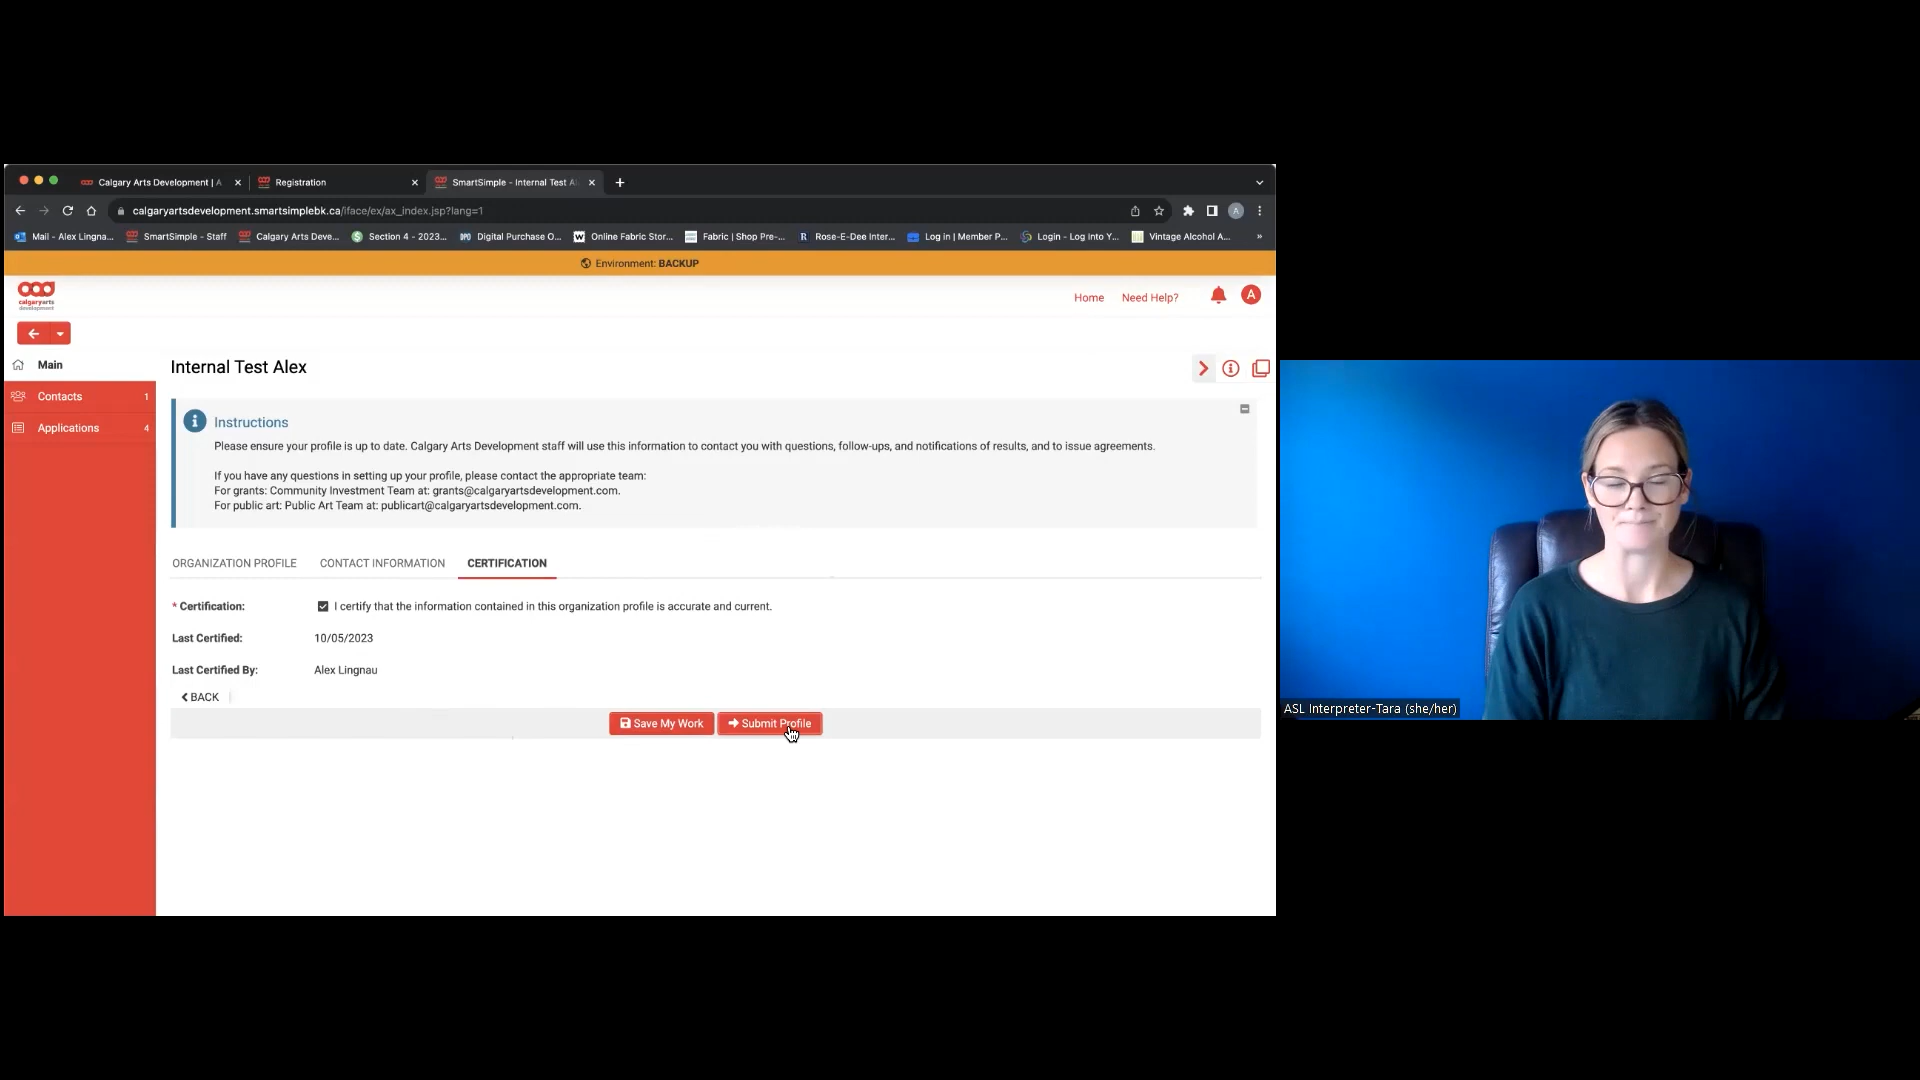 Calgary Arts Development | A
Registration
SmartSimple - Internal Test A
calgaryartsdevelopment.smartsimplebk.ca/iface/ex/ax_index.jsp?lang=1
A
Mail - Alex Lingna...
SmartSimple - Staff
Calgary Arts Deve...
Section 4 - 2023...
Digital Purchase O...
Online Fabric Stor...
Fabric | Shop Pre-...
Rose-E-Dee Inter...
Log in | Member P...
Login - Log Into Y...
Vintage Alcohol A...
»
Environment: BACKUP
calgaryarts
development
Home
Need Help?
A
Main
Contacts 1
Applications 4
Internal Test Alex
Instructions
Please ensure your profile is up to date. Calgary Arts Development staff will use this information to contact you with questions, follow-ups, and notifications of results, and to issue agreements.
If you have any questions in setting up your profile, please contact the appropriate team:
For grants: Community Investment Team at: grants@calgaryartsdevelopment.com.
For public art: Public Art Team at: publicart@calgaryartsdevelopment.com.
ORGANIZATION PROFILE
CONTACT INFORMATION
CERTIFICATION
* Certification: I certify that the information contained in this organization profile is accurate and current.
Last Certified: 10/05/2023
Last Certified By: Alex Lingnau
BACK
Save My Work
Submit Profile
ASL Interpreter-Tara (she/her)